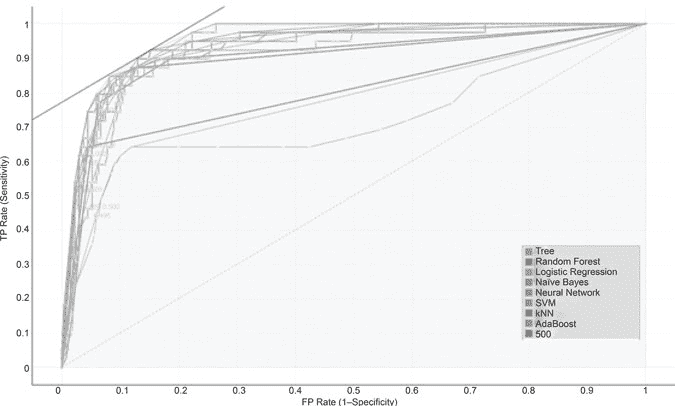 1
0.9
0.8
0.7
0.6
0.5
0.4
0.3
0.2
0.1
0
TP Rate (Sensitivity)
Tree
Random Forest
Logistic Regression
Naïve Bayes
Neural Network
SVM
kNN
AdaBoost
500
0 0.1 0.2 0.3 0.4 0.5 0.6 0.7 0.8 0.9 1
FP Rate (1–Specificity)